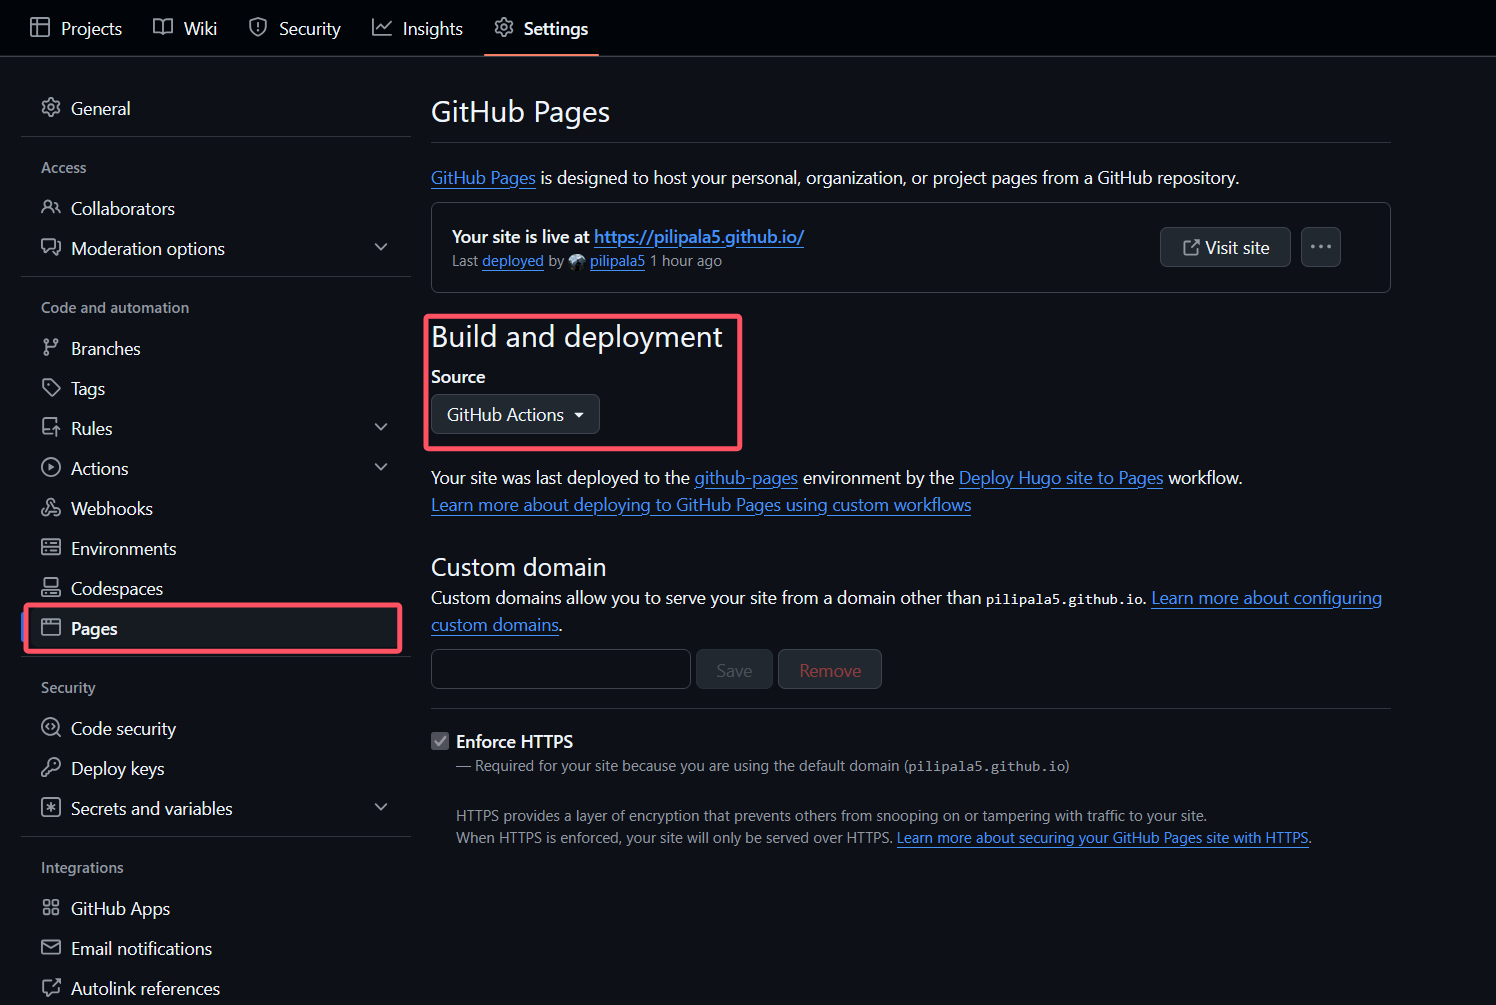 Projects Wiki Security Insights Settings
General
Access
Collaborators
Moderation options
Code and automation
Branches
Tags
Rules
Actions
Webhooks
Environments
Codespaces
Pages
Security
Code security
Deploy keys
Secrets and variables
Integrations
GitHub Apps
Email notifications
Autolink references
GitHub Pages
GitHub Pages is designed to host your personal, organization, or project pages from a GitHub repository.
Your site is live at https://pilipala5.github.io/
Last deployed by pilipala5 1 hour ago
Visit site
Build and deployment
Source
GitHub Actions
Your site was last deployed to the github-pages environment by the Deploy Hugo site to Pages workflow.
Learn more about deploying to GitHub Pages using custom workflows
Custom domain
Custom domains allow you to serve your site from a domain other than pilipala5.github.io. Learn more about configuring
custom domains.
Save Remove
Enforce HTTPS
— Required for your site because you are using the default domain (pilipala5.github.io)
HTTPS provides a layer of encryption that prevents others from snooping on or tampering with traffic to your site.
When HTTPS is enforced, your site will only be served over HTTPS. Learn more about securing your GitHub Pages site with HTTPS.